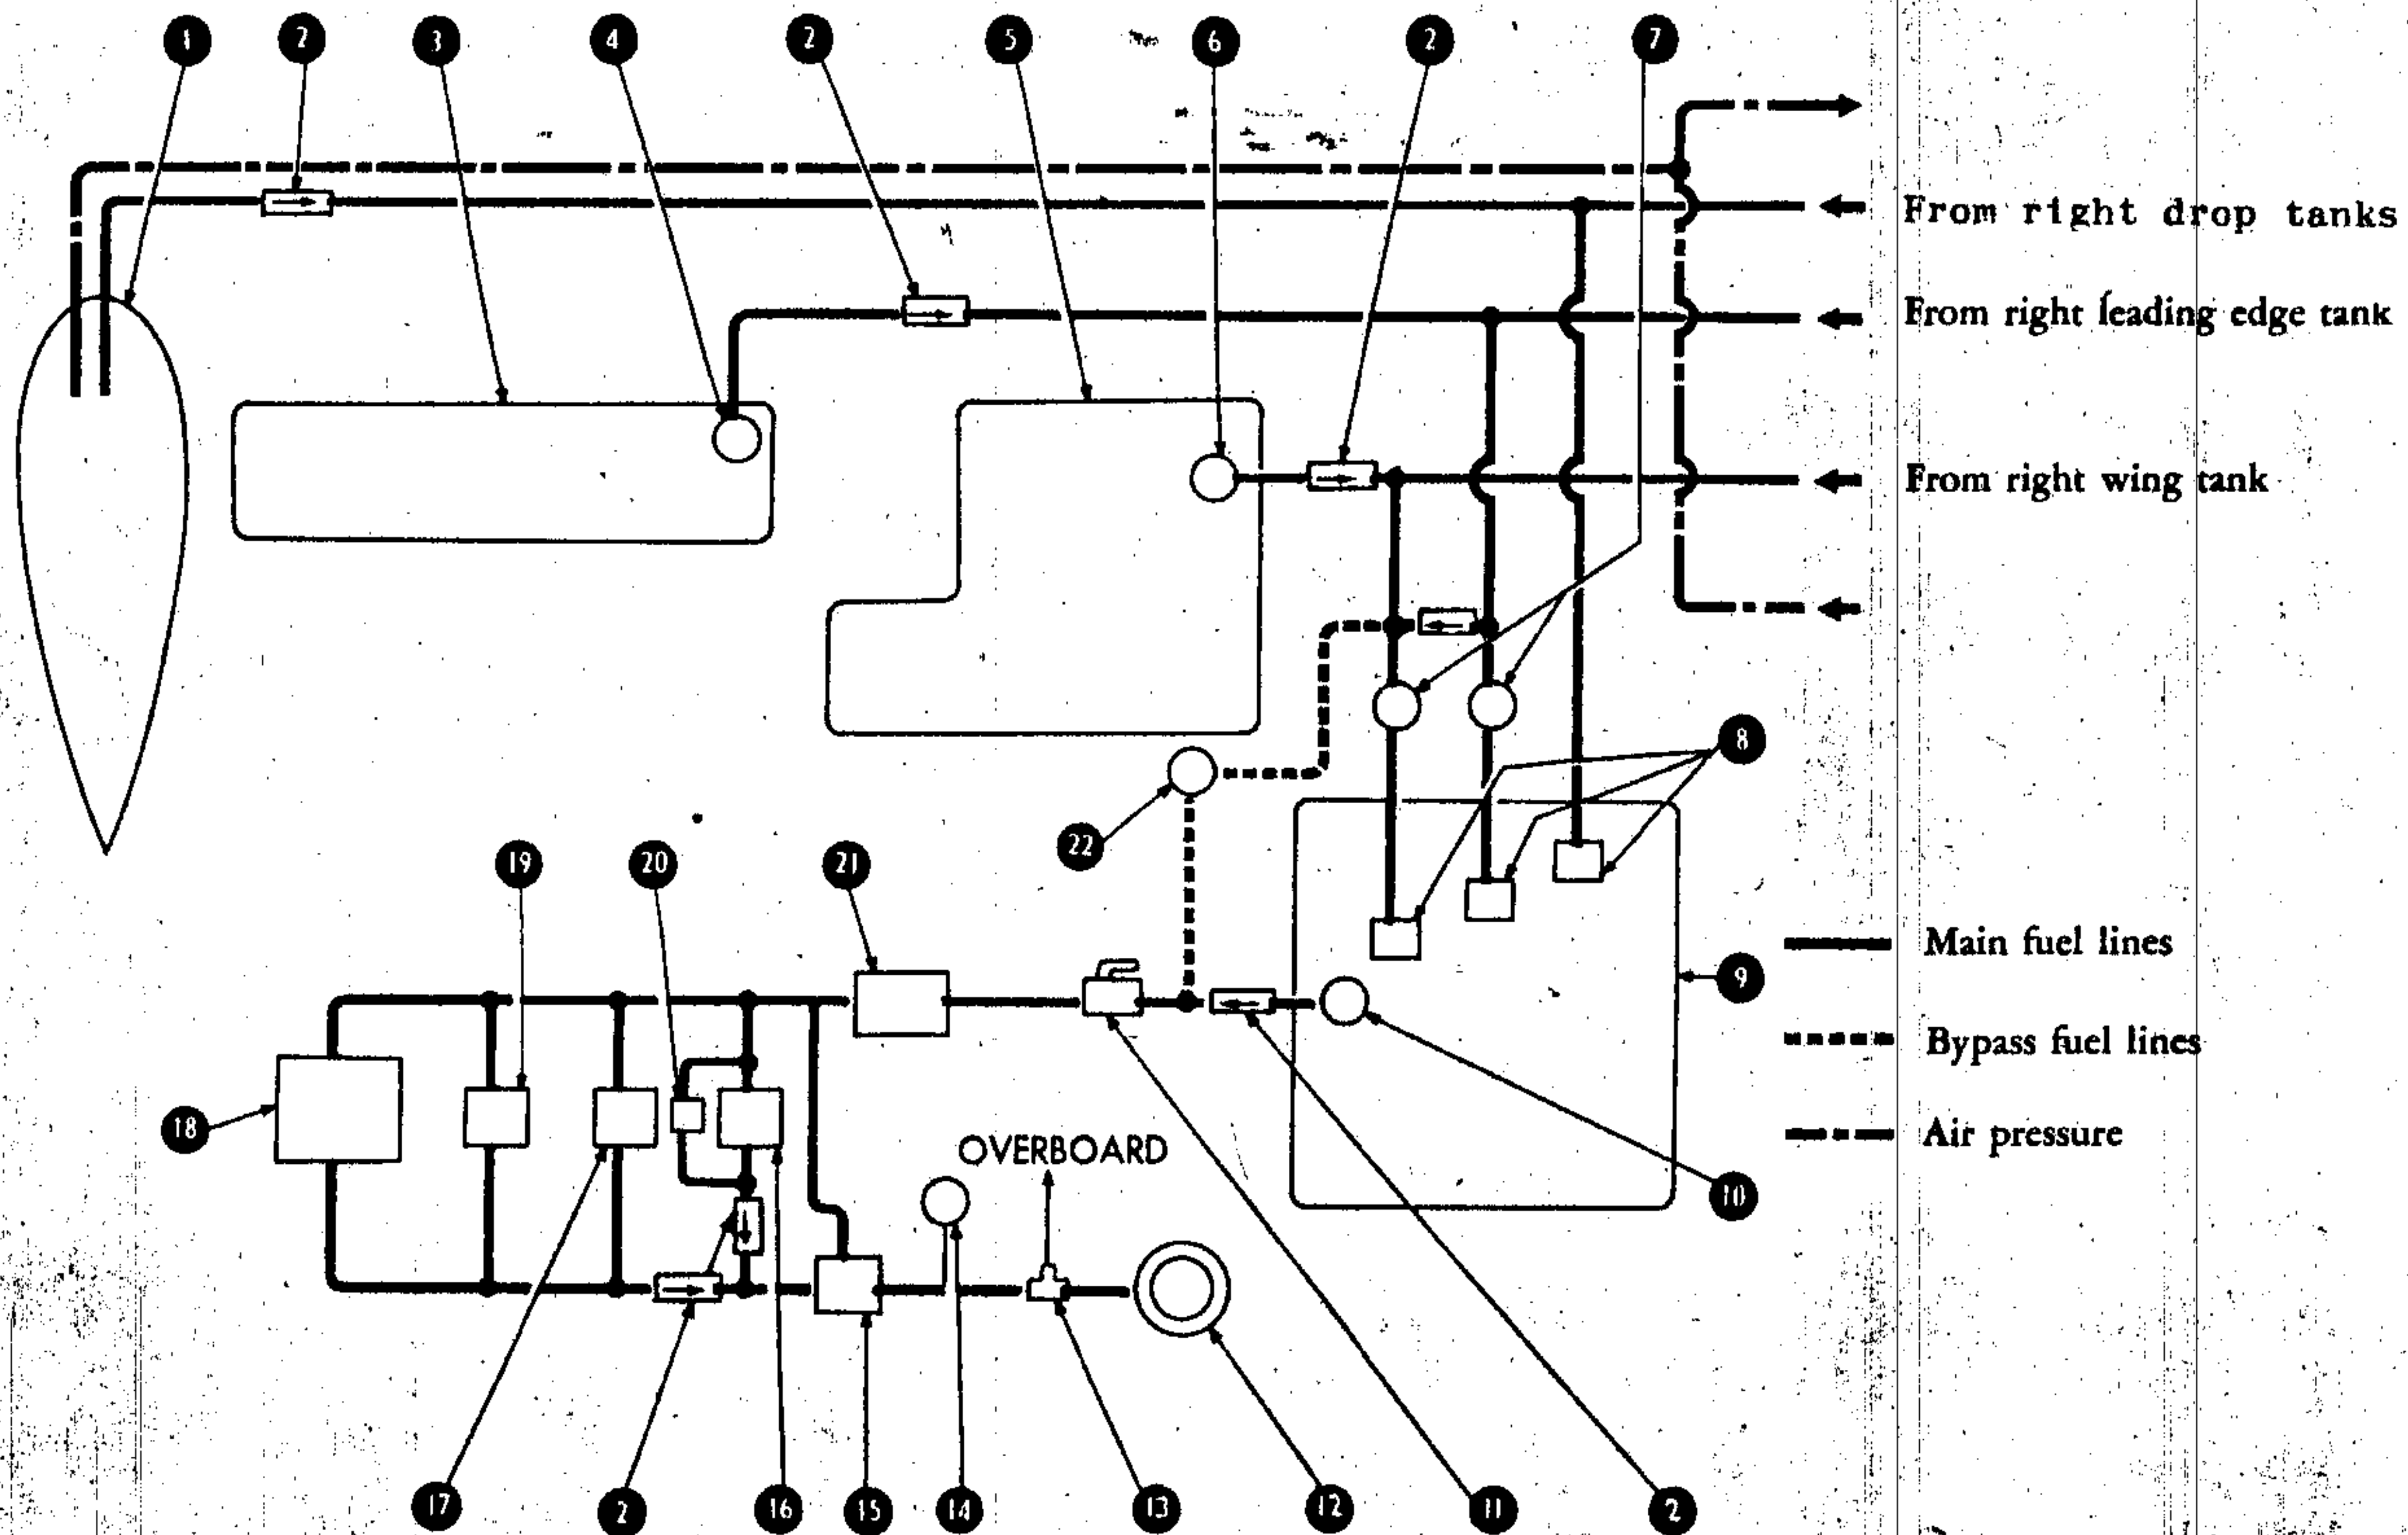 1 2 3 4 2 5 6 2 7
From right drop tanks
From right leading edge tank
From right wing tank
8
22
19 20 21
Main fuel lines
9
Bypass fuel lines
18
Air pressure
OVERBOARD
10
17 2 16 15 14 13 12 11 2